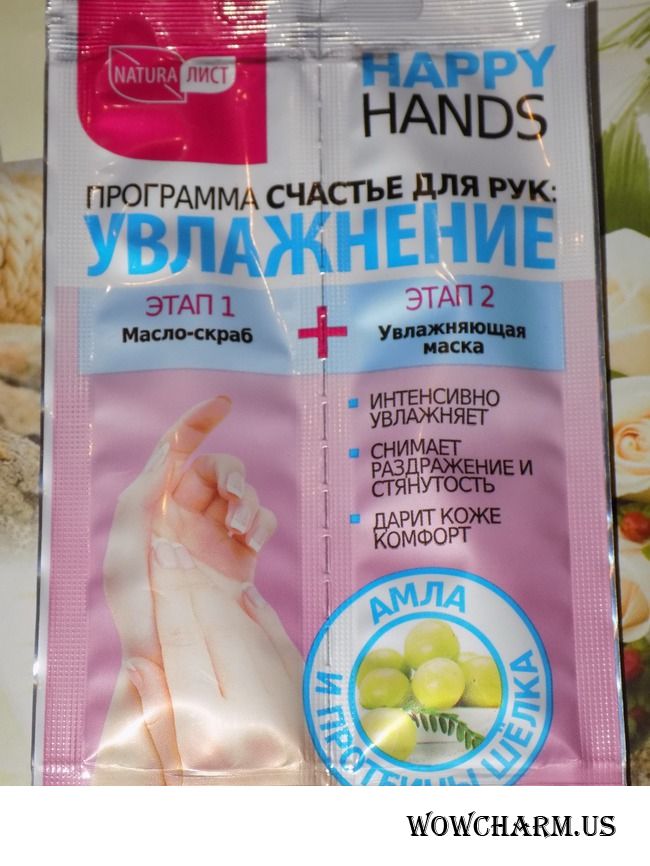 NATURA ЛИСТ
HAPPY
HANDS
ПРОГРАММА СЧАСТЬЕ ДЛЯ РУК:
УВЛАЖНЕНИЕ
ЭТАП 1
Масло-скраб
+
ЭТАП 2
Увлажняющая
маска
ИНТЕНСИВНО
УВЛАЖНЯЕТ
СНИМАЕТ
РАЗДРАЖЕНИЕ И
СТЯНУТОСТЬ
ДАРИТ КОЖЕ
КОМФОРТ
АМЛА
И ПРОТЕИНЫ ШЁЛКА
WOWCHARM.US